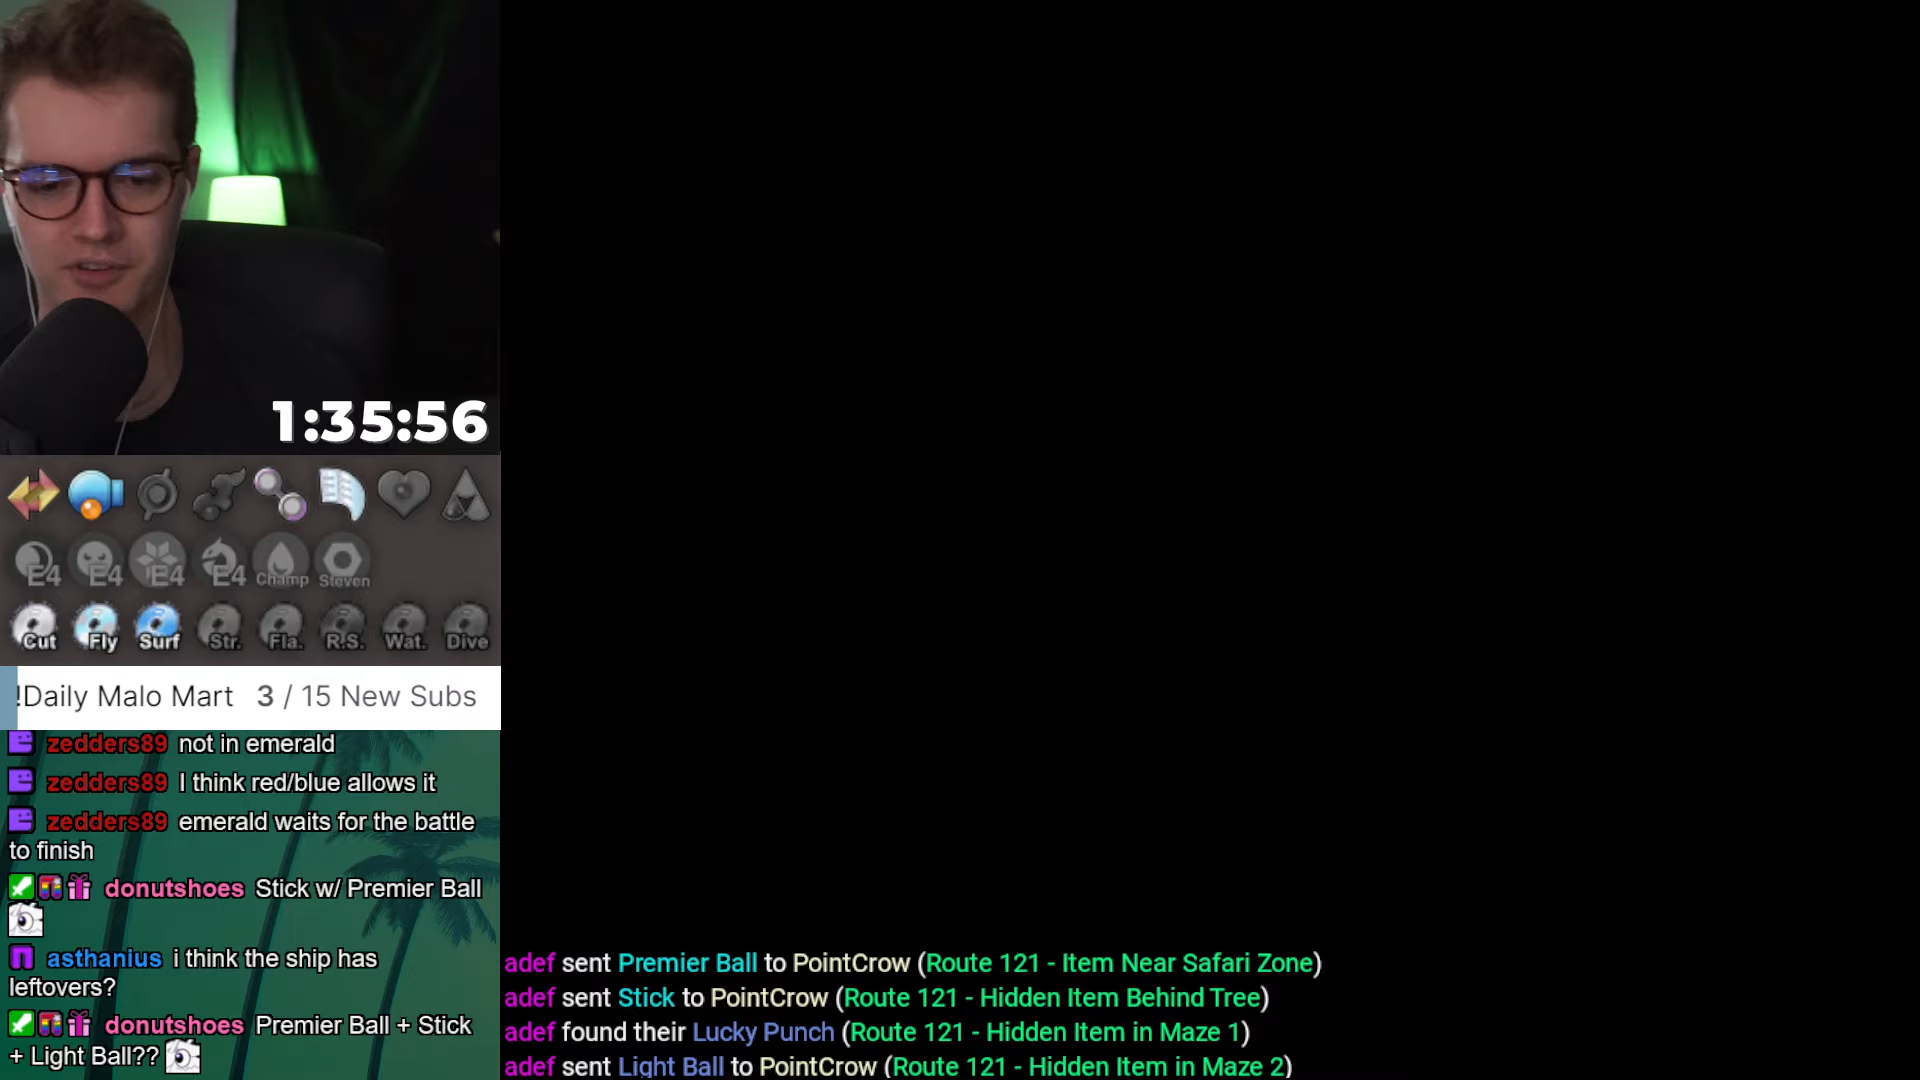 1:35:56
E4 E4 E4 E4 Champ Steven
Cut Fly Surf Str. Fla. R.S. Wat. Dive
!Daily Malo Mart 3 / 15 New Subs
zedders89 not in emerald
zedders89 I think red/blue allows it
zedders89 emerald waits for the battle
to finish
donutshoes Stick w/ Premier Ball
asthanius i think the ship has
leftovers?
donutshoes Premier Ball + Stick
+ Light Ball??
adef sent Premier Ball to PointCrow (Route 121 - Item Near Safari Zone)
adef sent Stick to PointCrow (Route 121 - Hidden Item Behind Tree)
adef found their Lucky Punch (Route 121 - Hidden Item in Maze 1)
adef sent Light Ball to PointCrow (Route 121 - Hidden Item in Maze 2)